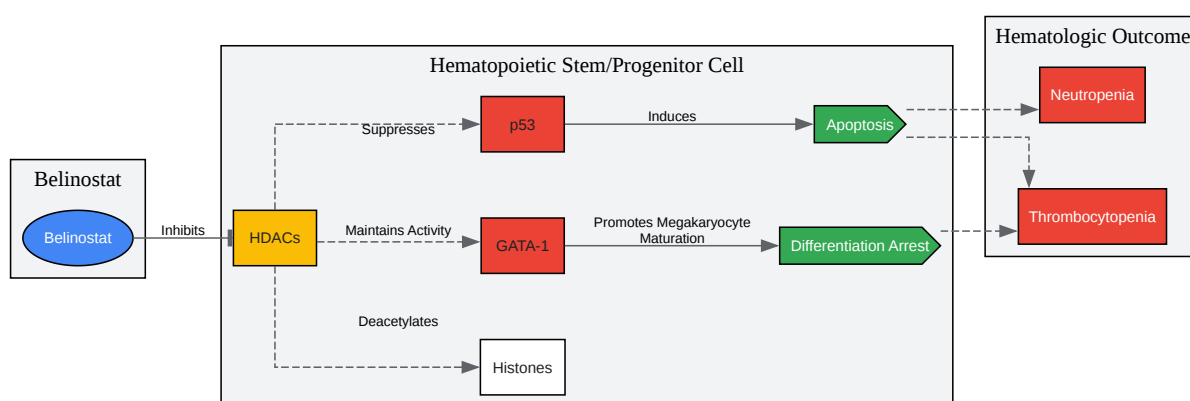 Hematologic Outcome
Hematopoietic Stem/Progenitor Cell
Neutropenia
p53
Suppresses
Induces
Apoptosis
Belinostat
Belinostat
Inhibits
HDACs
Maintains Activity
GATA-1
Promotes Megakaryocyte
Maturation
Differentiation Arrest
Thrombocytopenia
Deacetylates
Histones